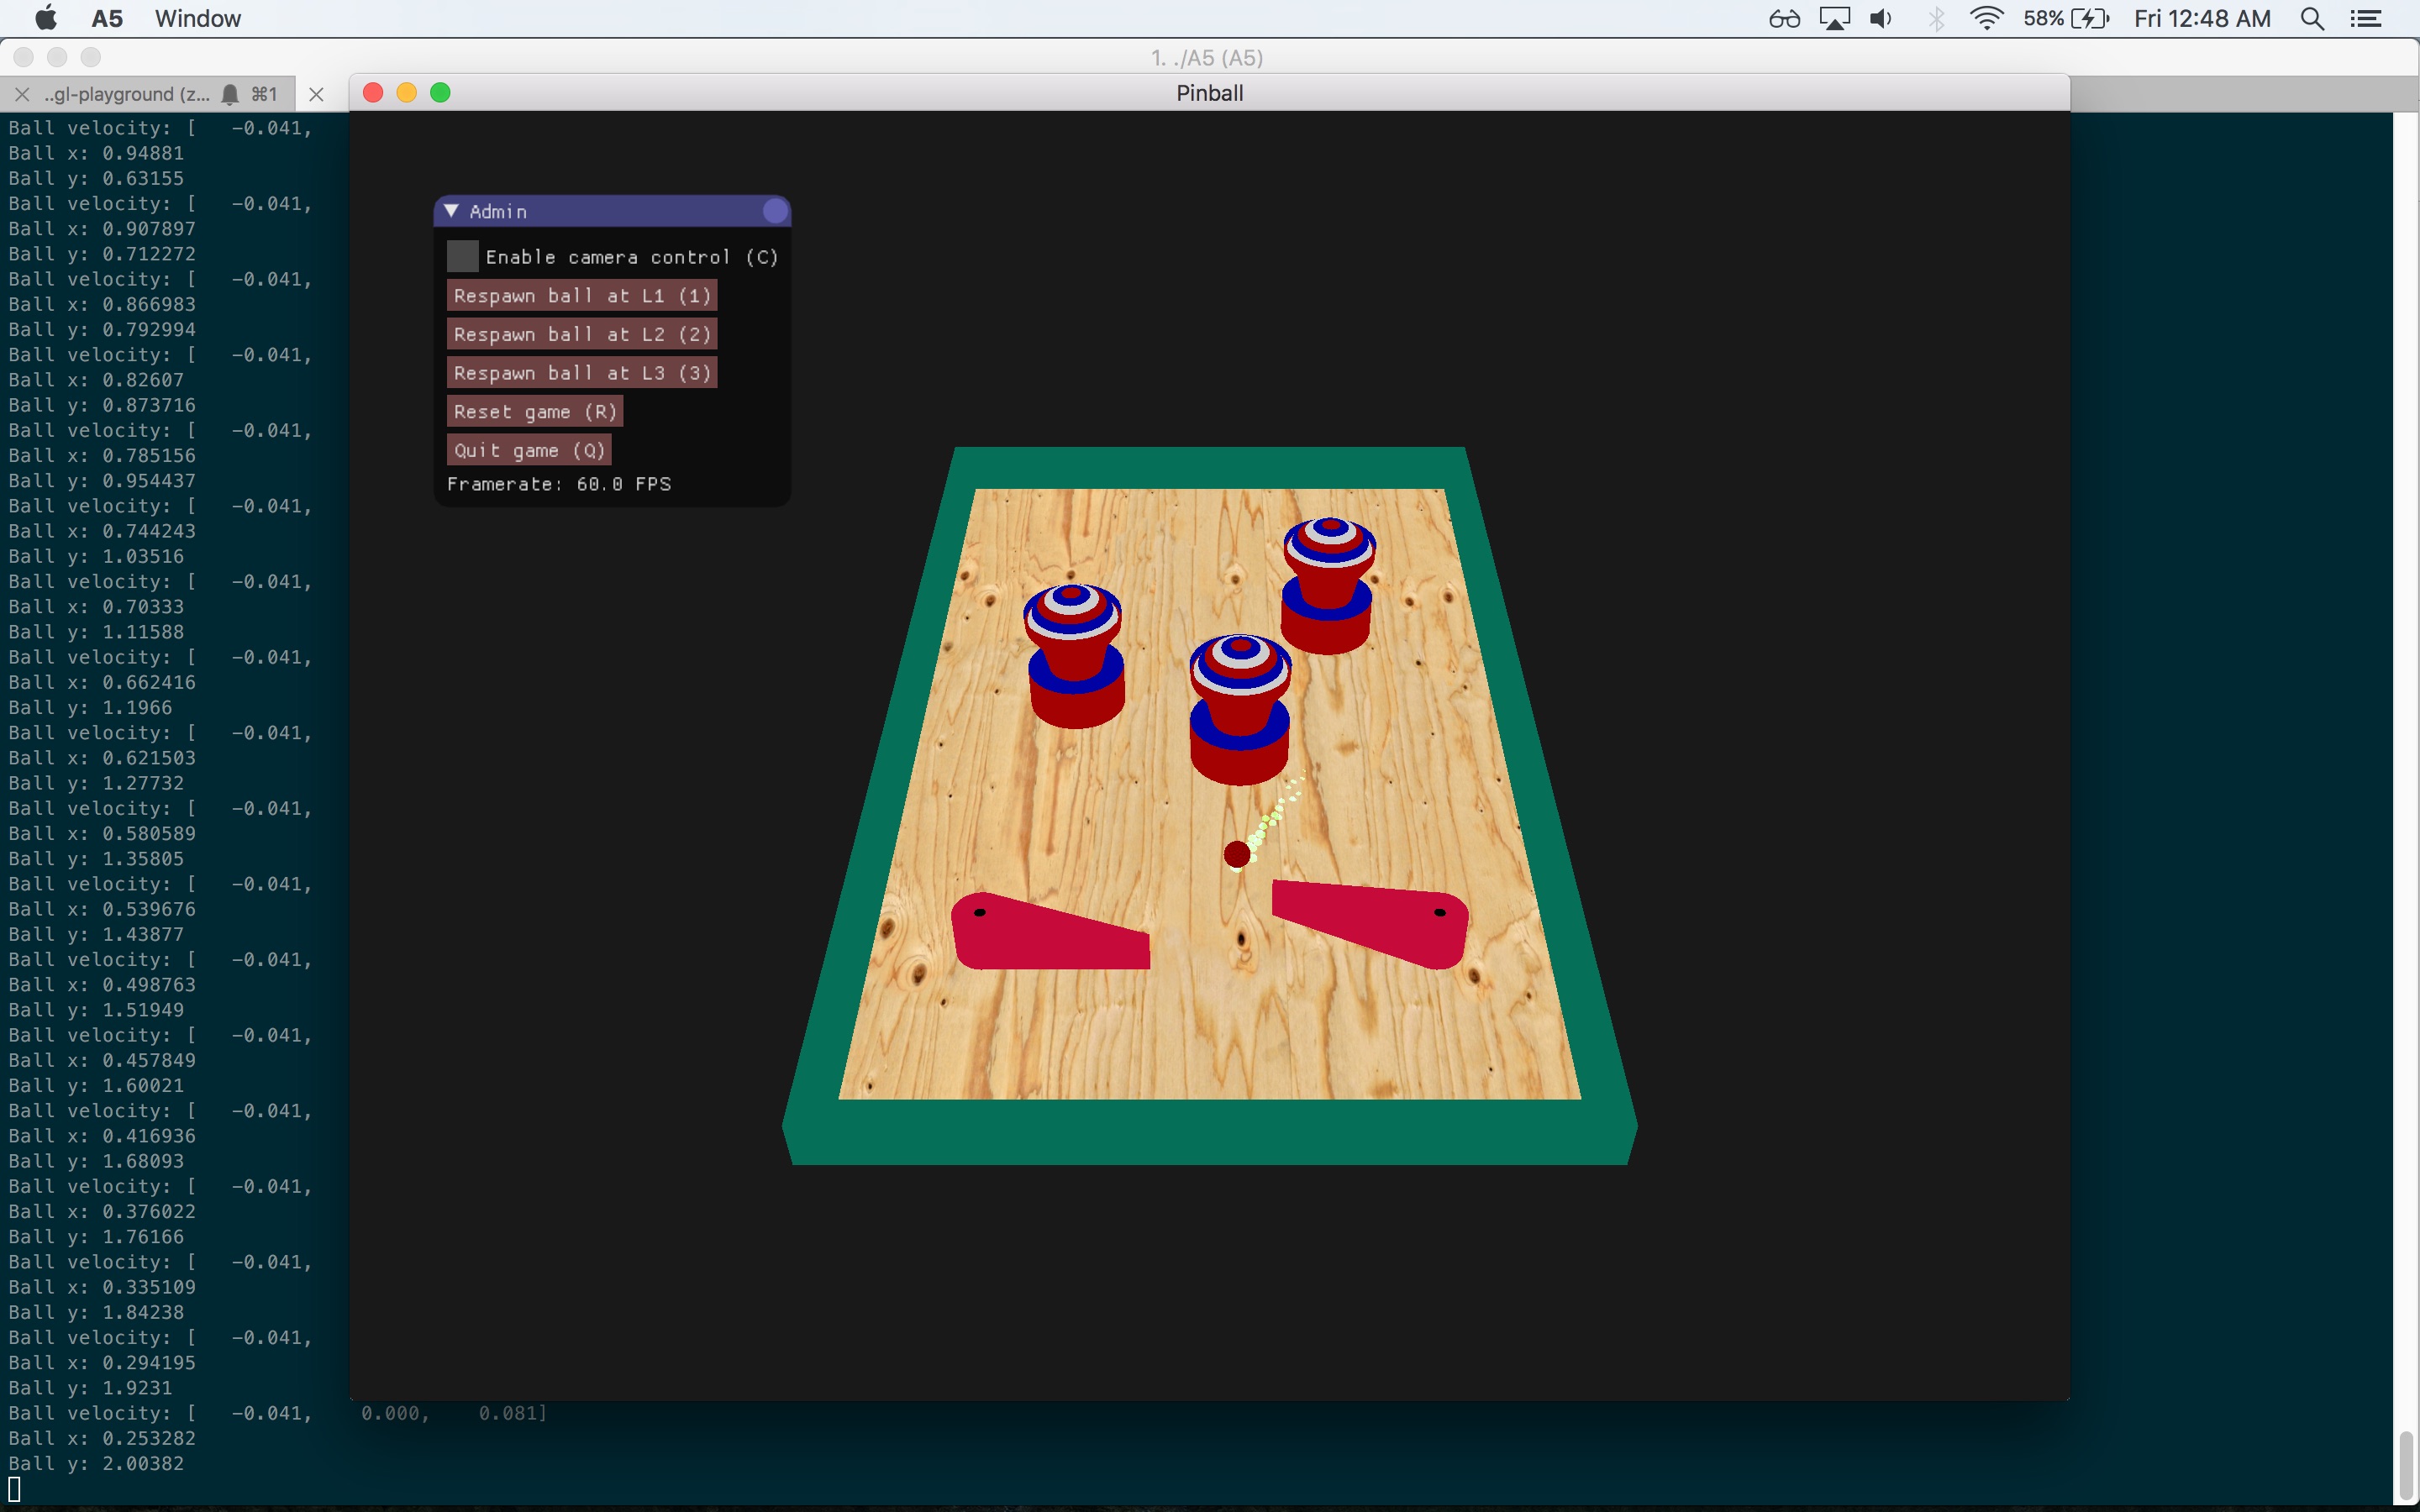 A5 Window 58% Fri 12:48 AM
1. ./A5 (A5)
..gl-playground (z... ⌘1
Pinball
Ball velocity: [   -0.041,
Ball x: 0.94881
Ball y: 0.63155
Ball velocity: [   -0.041,
Ball x: 0.907897
Ball y: 0.712272
Ball velocity: [   -0.041,
Ball x: 0.866983
Ball y: 0.792994
Ball velocity: [   -0.041,
Ball x: 0.82607
Ball y: 0.873716
Ball velocity: [   -0.041,
Ball x: 0.785156
Ball y: 0.954437
Ball velocity: [   -0.041,
Ball x: 0.744243
Ball y: 1.03516
Ball velocity: [   -0.041,
Ball x: 0.70333
Ball y: 1.11588
Ball velocity: [   -0.041,
Ball x: 0.662416
Ball y: 1.1966
Ball velocity: [   -0.041,
Ball x: 0.621503
Ball y: 1.27732
Ball velocity: [   -0.041,
Ball x: 0.580589
Ball y: 1.35805
Ball velocity: [   -0.041,
Ball x: 0.539676
Ball y: 1.43877
Ball velocity: [   -0.041,
Ball x: 0.498763
Ball y: 1.51949
Ball velocity: [   -0.041,
Ball x: 0.457849
Ball y: 1.60021
Ball velocity: [   -0.041,
Ball x: 0.416936
Ball y: 1.68093
Ball velocity: [   -0.041,
Ball x: 0.376022
Ball y: 1.76166
Ball velocity: [   -0.041,
Ball x: 0.335109
Ball y: 1.84238
Ball velocity: [   -0.041,
Ball x: 0.294195
Ball y: 1.9231
Ball velocity: [   -0.041,    0.000,    0.081]
Ball x: 0.253282
Ball y: 2.00382
Admin
Enable camera control (C)
Respawn ball at L1 (1)
Respawn ball at L2 (2)
Respawn ball at L3 (3)
Reset game (R)
Quit game (Q)
Framerate: 60.0 FPS